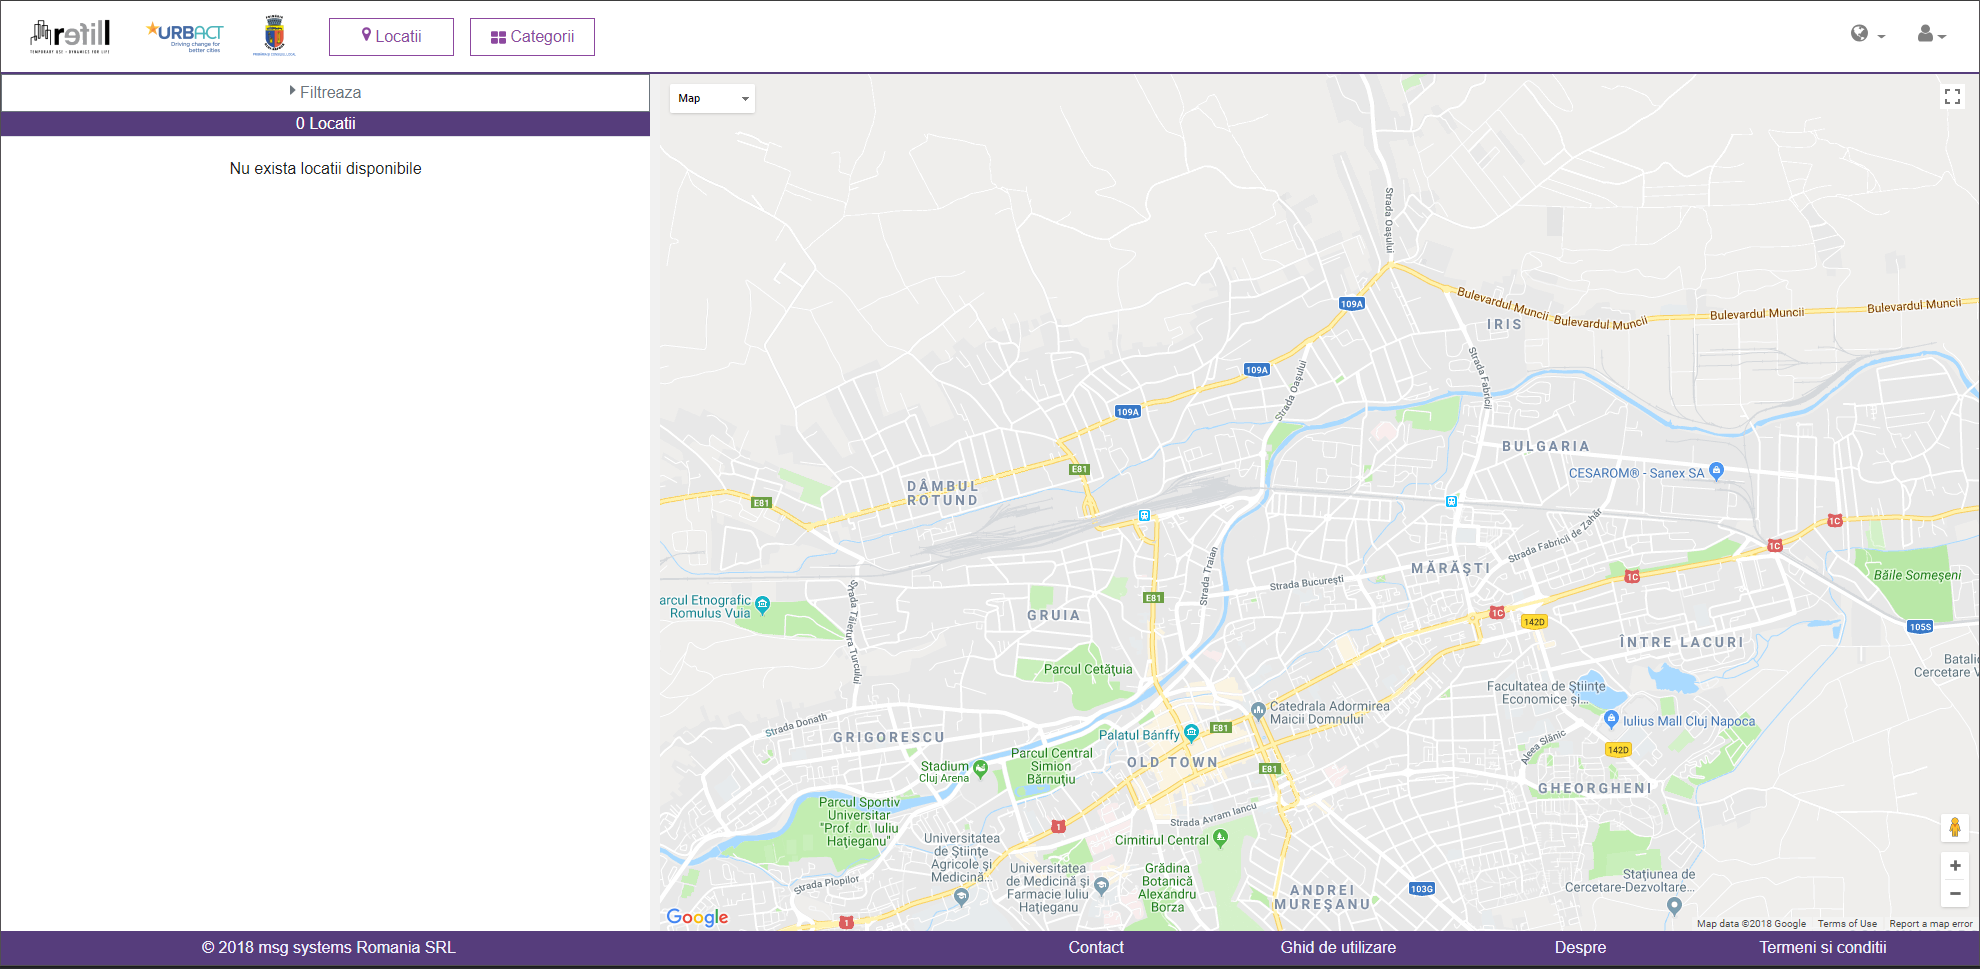 refill
TEMPORARY USE - DYNAMICS FOR LIFE
URBACT
Driving change for
better cities
Locatii
Categorii
Filtreaza
0 Locatii
Nu exista locatii disponibile
Map
Strada Oașului
109A
Bulevardul Muncii
Bulevardul Muncii
Bulevardul Muncii
Bulevardul Muncii
IRIS
109A
Strada Oașului
Strada Fabricii
109A
BULGARIA
CESAROM® - Sanex SA
E81
DÂMBUL
ROTUND
E81
1C
Strada Fabricii de Zahăr
1C
Strada Traian
MĂRĂȘTI
Strada București
1C
Băile Someșeni
Strada Tăietura Turcului
arcul Etnografic
Romulus Vuia
E81
GRUIA
1C
142D
105S
ÎNTRE LACURI
Parcul Cetățuia
Batalio
Cercetare V
Facultatea de Științe
Economice și...
Catedrala Adormirea
Maicii Domnului
Iulius Mall Cluj Napoca
Strada Donath
GRIGORESCU
Palatul Bánffy
E81
Aleea Slănic
142D
Parcul Central
Simion
Bărnuțiu
OLD TOWN
Stadium
Cluj Arena
E81
GHEORGHENI
Parcul Sportiv
Universitar
"Prof. dr. Iuliu
Hațieganu"
Strada Avram Iancu
1
Cimitirul Central
Universitatea
de Științe
Agricole și
Medicină...
Universitatea
de Medicină și
Farmacie Iuliu
Hațieganu
Grădina
Botanică
Alexandru
Borza
Strada Plopilor
ANDREI
MUREȘANU
103G
Stațiunea de
Cercetare-Dezvoltare...
1
Google
Map data ©2018 Google
Terms of Use
Report a map error
© 2018 msg systems Romania SRL
Contact
Ghid de utilizare
Despre
Termeni si conditii